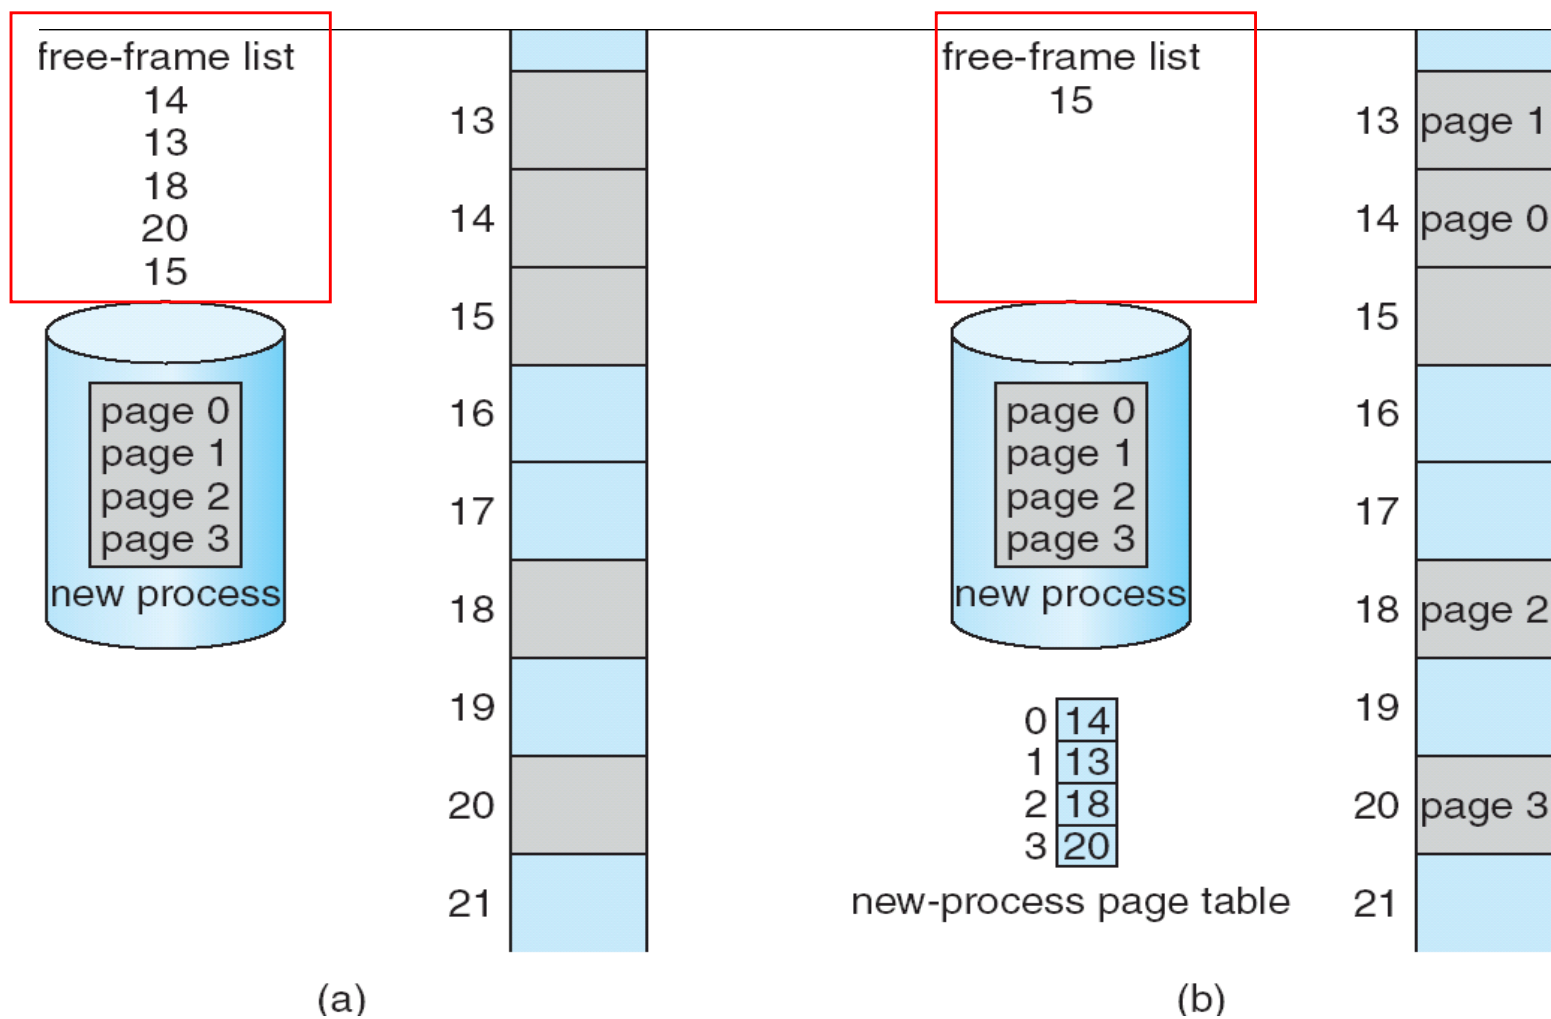 free-frame list
14
13
18
20
15
page 0
page 1
page 2
page 3
new process
13
14
15
16
17
18
19
20
21
(a)
free-frame list
15
page 0
page 1
page 2
page 3
new process
0 14
1 13
2 18
3 20
new-process page table
13 page 1
14 page 0
15
16
17
18 page 2
19
20 page 3
21
(b)